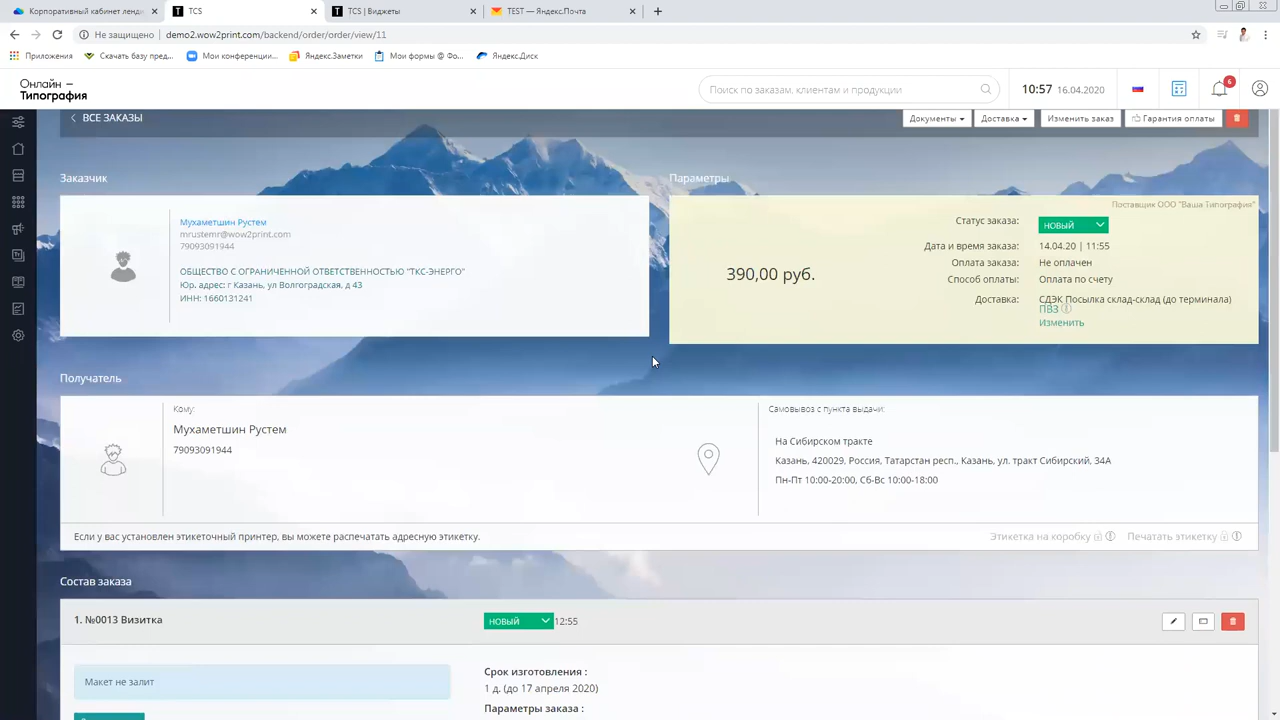 Корпоративный кабинет ленди
TCS
TCS | Виджеты
TEST — Яндекс.Почта
Не защищено
demo2.wow2print.com/backend/order/order/view/11
Приложения
Скачать базу пред...
Мои конференци...
Яндекс.Заметки
Мои формы @ Фо...
Яндекс.Диск
Онлайн —
Типография
Поиск по заказам, клиентам и продукции
10:57 16.04.2020
6
ВСЕ ЗАКАЗЫ
Документы
Доставка
Изменить заказ
Гарантия оплаты
Заказчик
Параметры
Мухаметшин Рустем
mrustemr@wow2print.com
79093091944
ОБЩЕСТВО С ОГРАНИЧЕННОЙ ОТВЕТСТВЕННОСТЬЮ "ТКС-ЭНЕРГО"
Юр. адрес: г Казань, ул Волгоградская, д 43
ИНН: 1660131241
Поставщик ООО "Ваша Типография"
390,00 руб.
Статус заказа: НОВЫЙ
Дата и время заказа: 14.04.20 | 11:55
Оплата заказа: Не оплачен
Способ оплаты: Оплата по счету
Доставка: СДЭК Посылка склад-склад (до терминала)
ПВЗ
Изменить
Получатель
Кому:
Мухаметшин Рустем
79093091944
Самовывоз с пункта выдачи:
На Сибирском тракте
Казань, 420029, Россия, Татарстан респ., Казань, ул. тракт Сибирский, 34А
Пн-Пт 10:00-20:00, Сб-Вс 10:00-18:00
Если у вас установлен этикеточный принтер, вы можете распечатать адресную этикетку.
Этикетка на коробку
Печатать этикетку
Состав заказа
1. №0013 Визитка
НОВЫЙ 12:55
Макет не залит
Срок изготовления :
1 д. (до 17 апреля 2020)
Параметры заказа :